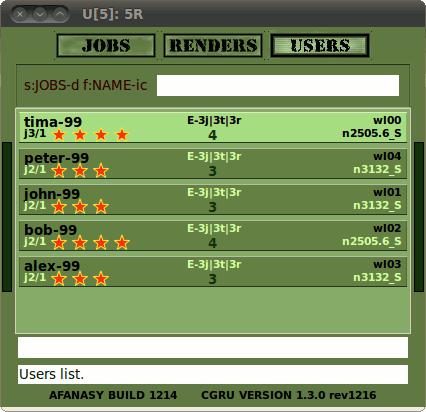 U[5]: 5R
JOBS RENDERS USERS
s:JOBS-d f:NAME-ic
tima-99 E-3j|3t|3r wl00
j3/1 4 n2505.6_S
peter-99 E-3j|3t|3r wl04
j2/1 3 n3132_S
john-99 E-3j|3t|3r wl01
j2/1 3 n3132_S
bob-99 E-3j|3t|3r wl02
j2/1 4 n2505.6_S
alex-99 E-3j|3t|3r wl03
j2/1 3 n3132_S
Users list.
AFANASY BUILD 1214 CGRU VERSION 1.3.0 rev1216